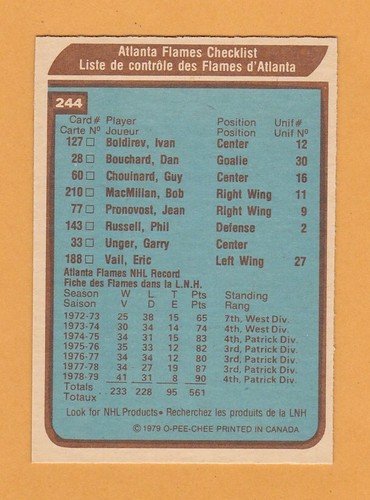 Atlanta Flames Checklist
Liste de contrôle des Flames d'Atlanta
244
Card# Player Position Unif#
Carte Nº Joueur Position Unif Nº
127 □ Boldirev, Ivan Center 12
28 □ Bouchard, Dan Goalie 30
60 □ Chouinard, Guy Center 16
210 □ MacMillan, Bob Right Wing 11
77 □ Pronovost, Jean Right Wing 9
143 □ Russell, Phil Defense 2
33 □ Unger, Garry Center
188 □ Vail, Eric Left Wing 27
Atlanta Flames NHL Record
Fiche des Flames dans la L.N.H.
Season W L T Pts Standing
Saison V D E Pts Rang
1972-73 25 38 15 65 7th, West Div.
1973-74 30 34 14 74 4th, West Div.
1974-75 34 31 15 83 4th, Patrick Div.
1975-76 35 33 12 82 3rd, Patrick Div.
1976-77 34 34 12 80 3rd, Patrick Div.
1977-78 34 27 19 87 3rd, Patrick Div.
1978-79 41 31 8 90 4th, Patrick Div.
Totals 233 228 95 561
Totaux
Look for NHL Products • Recherchez les produits de la LNH
© 1979 O-PEE-CHEE PRINTED IN CANADA